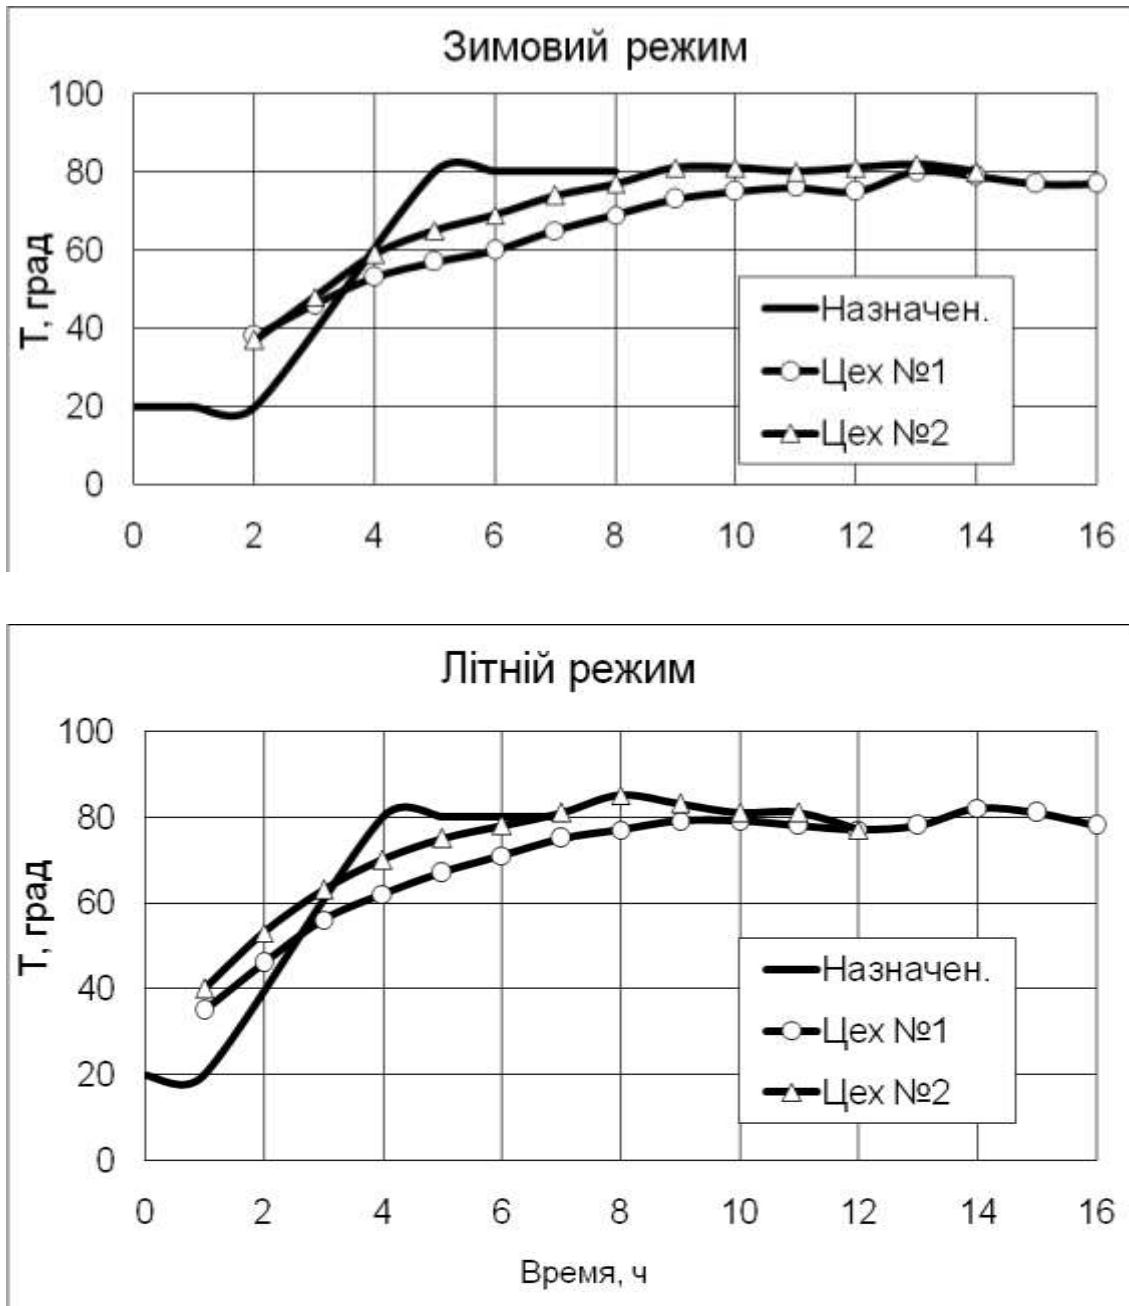 Зимовий режим
100
80
60
40
20
0
Т, град
Назначен.
Цех №1
Цех №2
0 2 4 6 8 10 12 14 16
Літній режим
100
80
60
40
20
0
Т, град
Назначен.
Цех №1
Цех №2
0 2 4 6 8 10 12 14 16
Время, ч